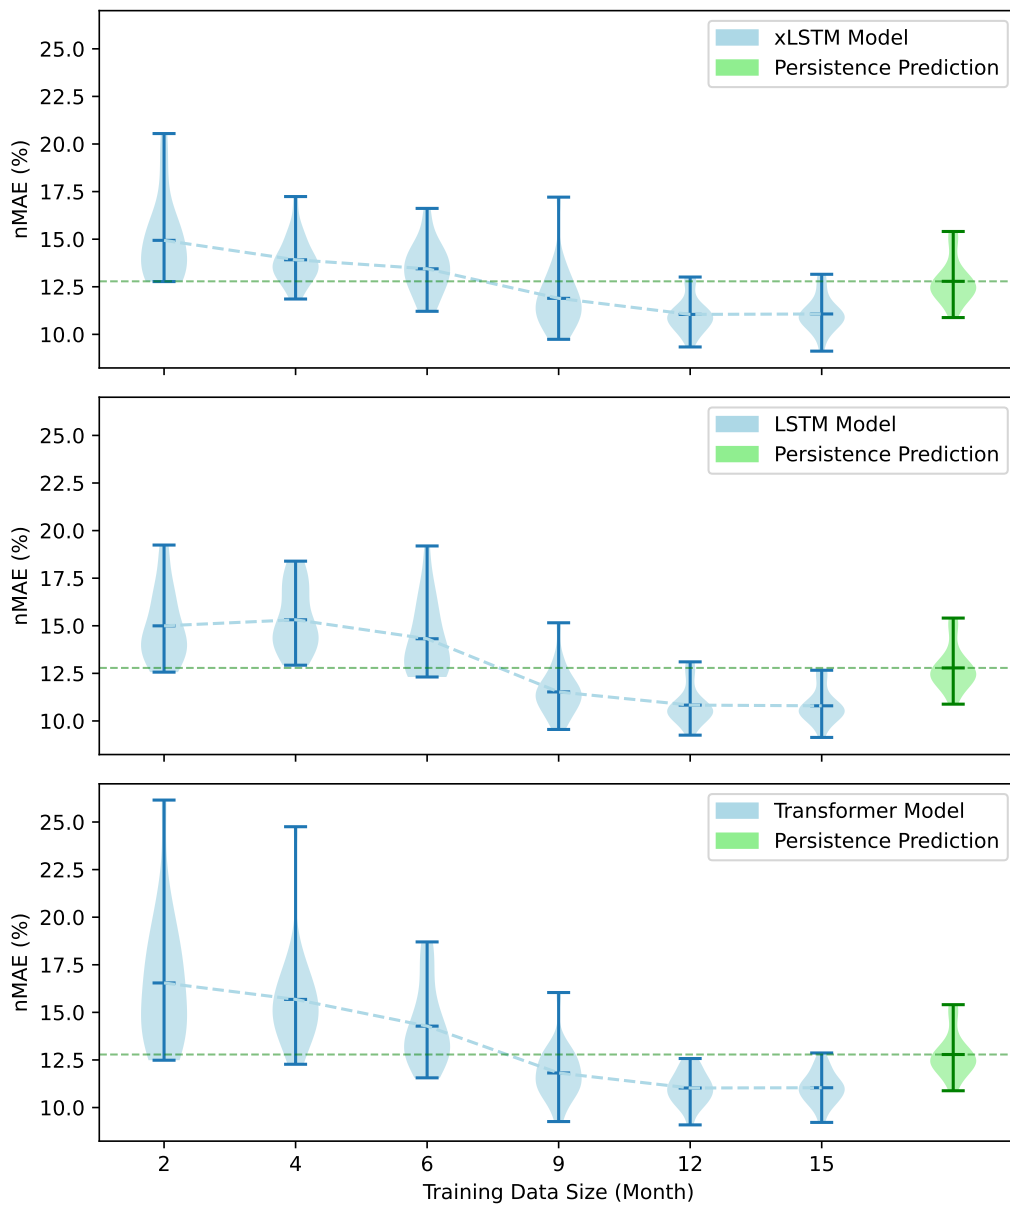 25.0
22.5
20.0
17.5
15.0
12.5
10.0
nMAE (%)
xLSTM Model
Persistence Prediction
25.0
22.5
20.0
17.5
15.0
12.5
10.0
nMAE (%)
LSTM Model
Persistence Prediction
25.0
22.5
20.0
17.5
15.0
12.5
10.0
nMAE (%)
Transformer Model
Persistence Prediction
2 4 6 9 12 15
Training Data Size (Month)